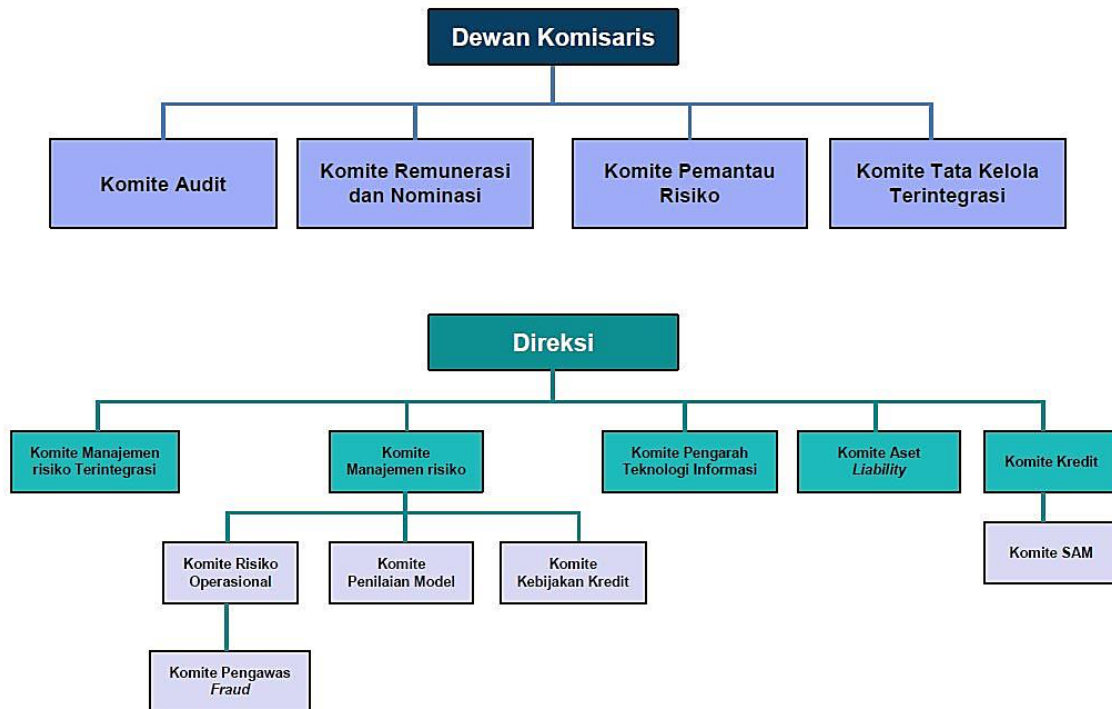 Dewan Komisaris
Komite Audit
Komite Remunerasi
dan Nominasi
Komite Pemantau
Risiko
Komite Tata Kelola
Terintegrasi
Direksi
Komite Manajemen
risiko Terintegrasi
Komite
Manajemen risiko
Komite Pengarah
Teknologi Informasi
Komite Aset
Liability
Komite Kredit
Komite Risiko
Operasional
Komite
Penilaian Model
Komite
Kebijakan Kredit
Komite SAM
Komite Pengawas
Fraud